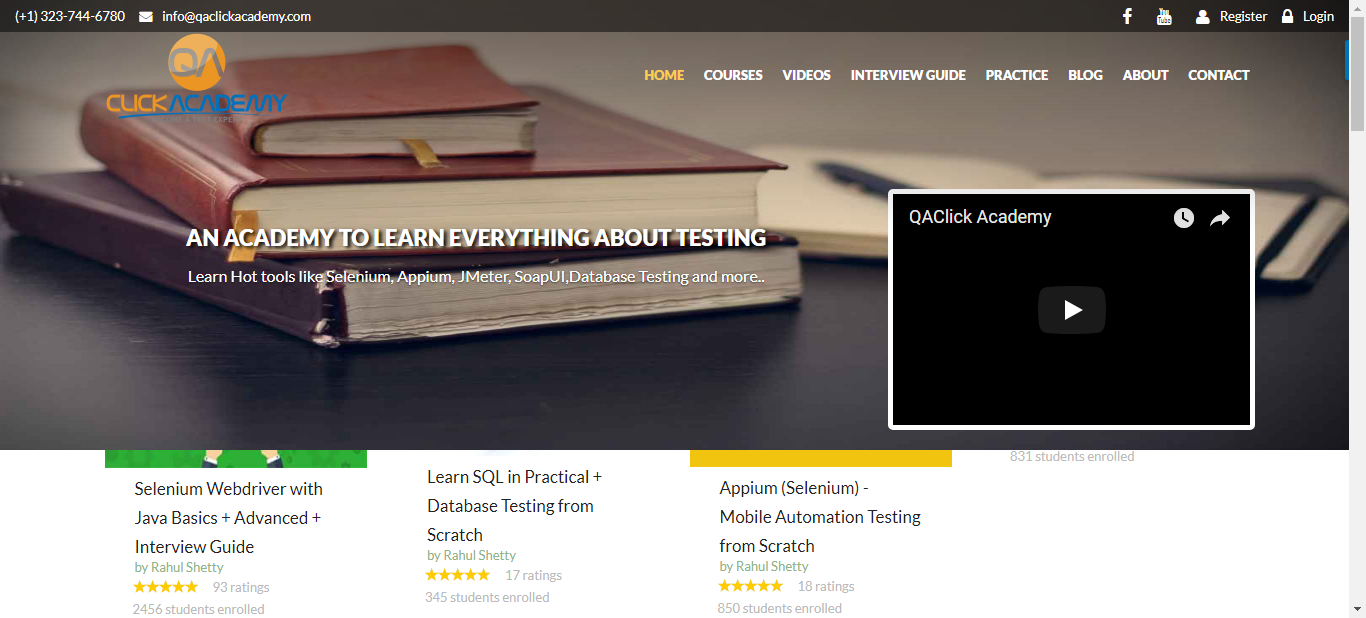 (+1) 323-744-6780 info@qaclickacademy.com
Register Login
QA
CLICKACADEMY
HOME COURSES VIDEOS INTERVIEW GUIDE PRACTICE BLOG ABOUT CONTACT
AN ACADEMY TO LEARN EVERYTHING ABOUT TESTING
Learn Hot tools like Selenium, Appium, JMeter, SoapUI,Database Testing and more..
QAClick Academy
Selenium Webdriver with
Java Basics + Advanced +
Interview Guide
by Rahul Shetty
93 ratings
2456 students enrolled
Learn SQL in Practical +
Database Testing from
Scratch
by Rahul Shetty
17 ratings
345 students enrolled
Appium (Selenium) -
Mobile Automation Testing
from Scratch
by Rahul Shetty
18 ratings
850 students enrolled
831 students enrolled